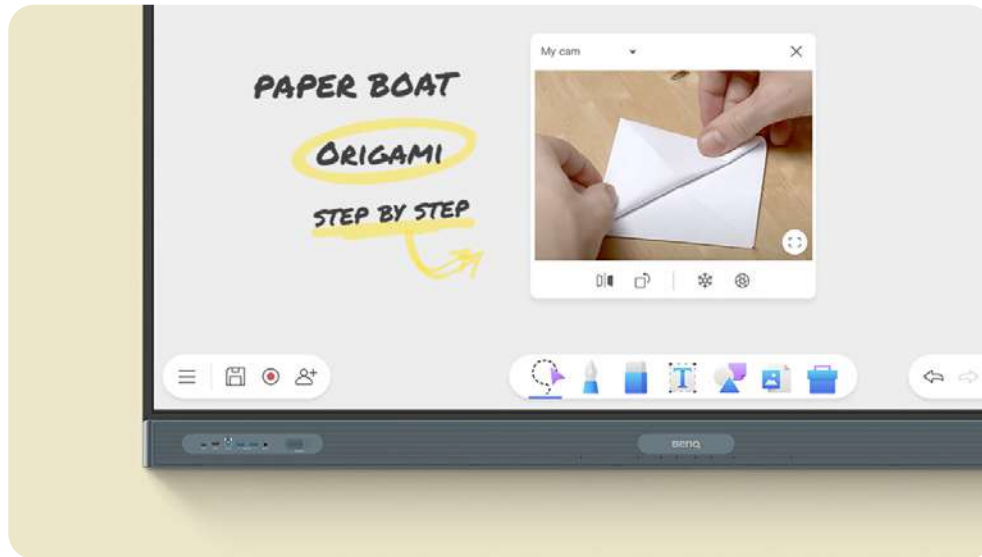 PAPER BOAT
ORIGAMI
STEP BY STEP
My cam
T
BenQ